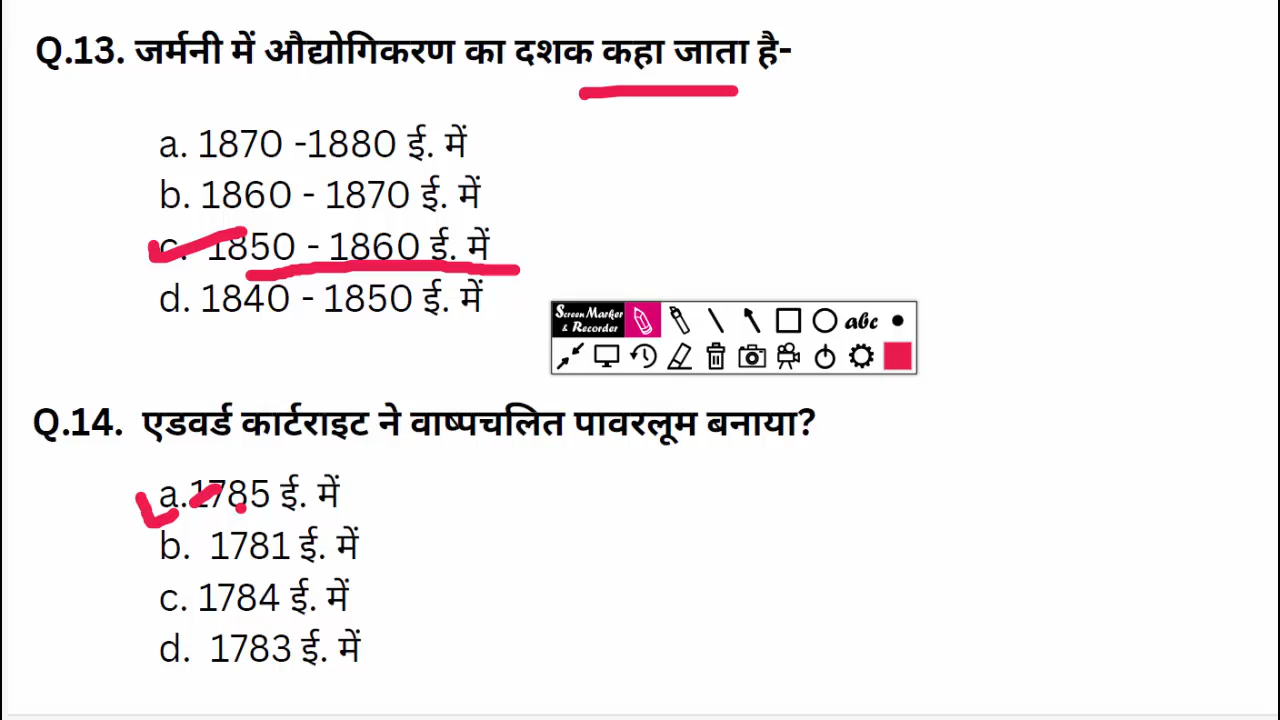 Q.13. जर्मनी में औद्योगिकरण का दशक कहा जाता है-
a. 1870 -1880 ई. में
b. 1860 - 1870 ई. में
c. 1850 - 1860 ई. में
d. 1840 - 1850 ई. में
Screen Marker
& Recorder
abc
Q.14. एडवर्ड कार्टराइट ने वाष्पचलित पावरलूम बनाया?
a.1785 ई. में
b. 1781 ई. में
c. 1784 ई. में
d. 1783 ई. में